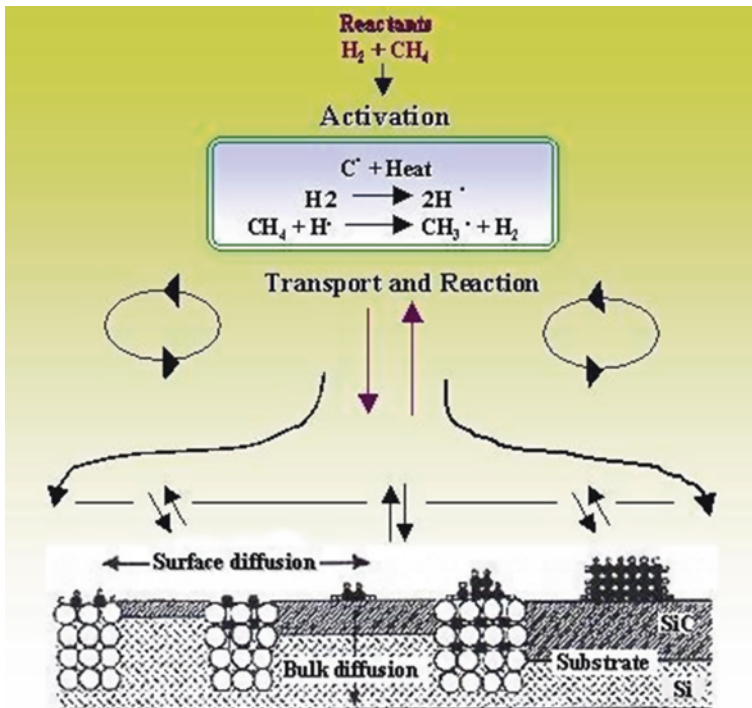 Reactants
H₂ + CH₄
Activation
C˙ + Heat
H2 → 2H ˙
CH₄ + H˙ → CH₃ ˙ + H₂
Transport and Reaction
Surface diffusion
SiC
Bulk diffusion
Substrate
Si